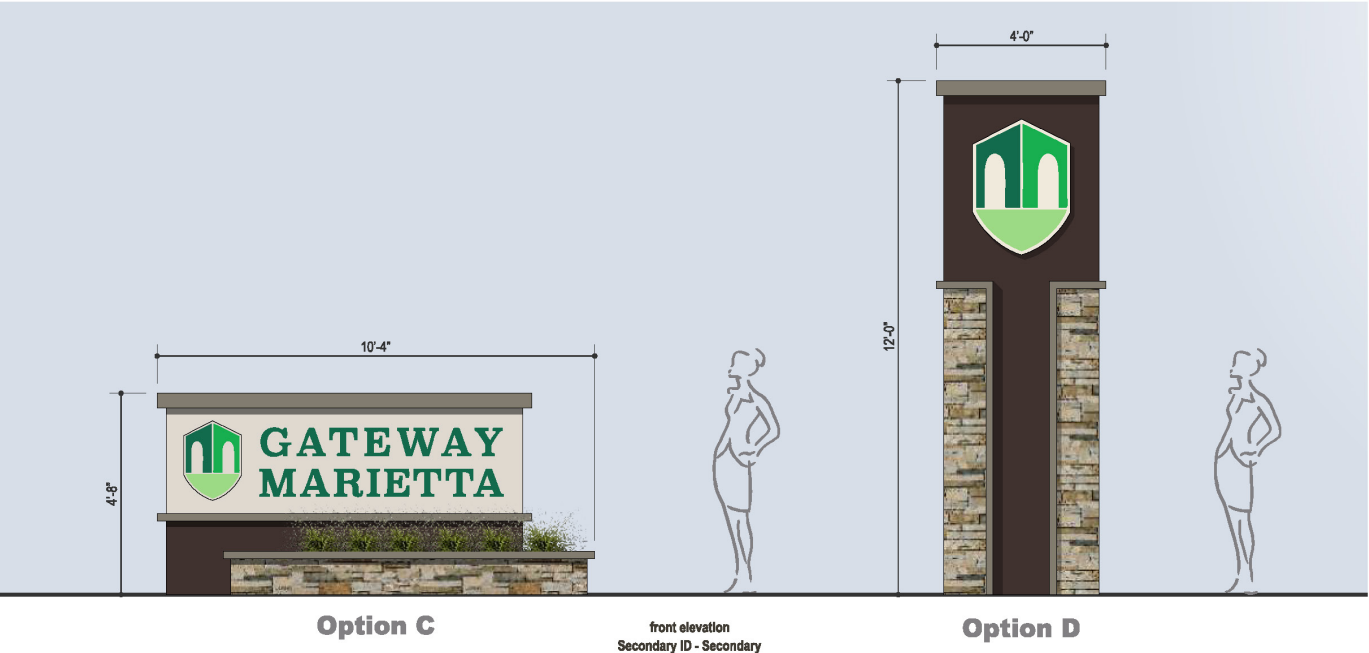 4'-0"
12'-0"
10'-4"
4'-8"
GATEWAY
MARIETTA
Option C
front elevation
Secondary ID - Secondary
Option D